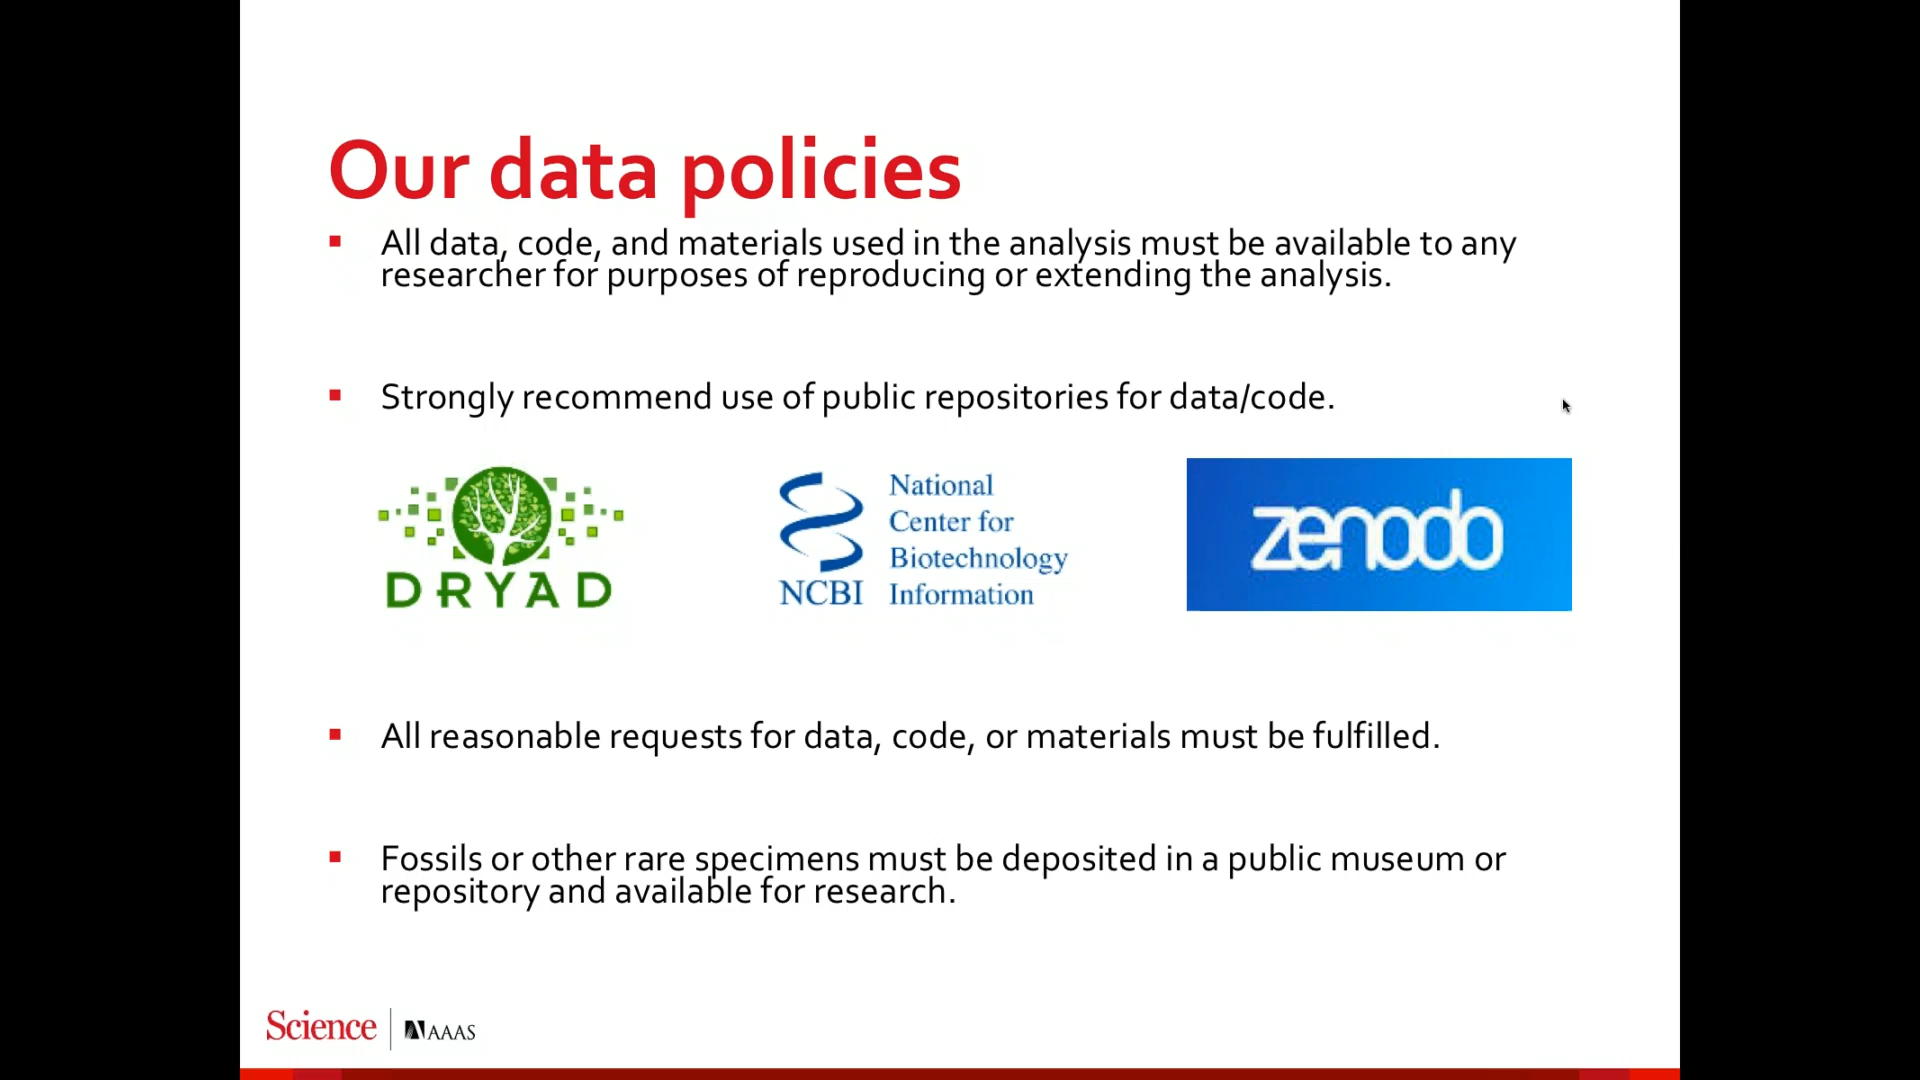 Our data policies
All data, code, and materials used in the analysis must be available to any
researcher for purposes of reproducing or extending the analysis.
Strongly recommend use of public repositories for data/code.
DRYAD
NCBI
National
Center for
Biotechnology
Information
zenodo
All reasonable requests for data, code, or materials must be fulfilled.
Fossils or other rare specimens must be deposited in a public museum or
repository and available for research.
Science
AAAS